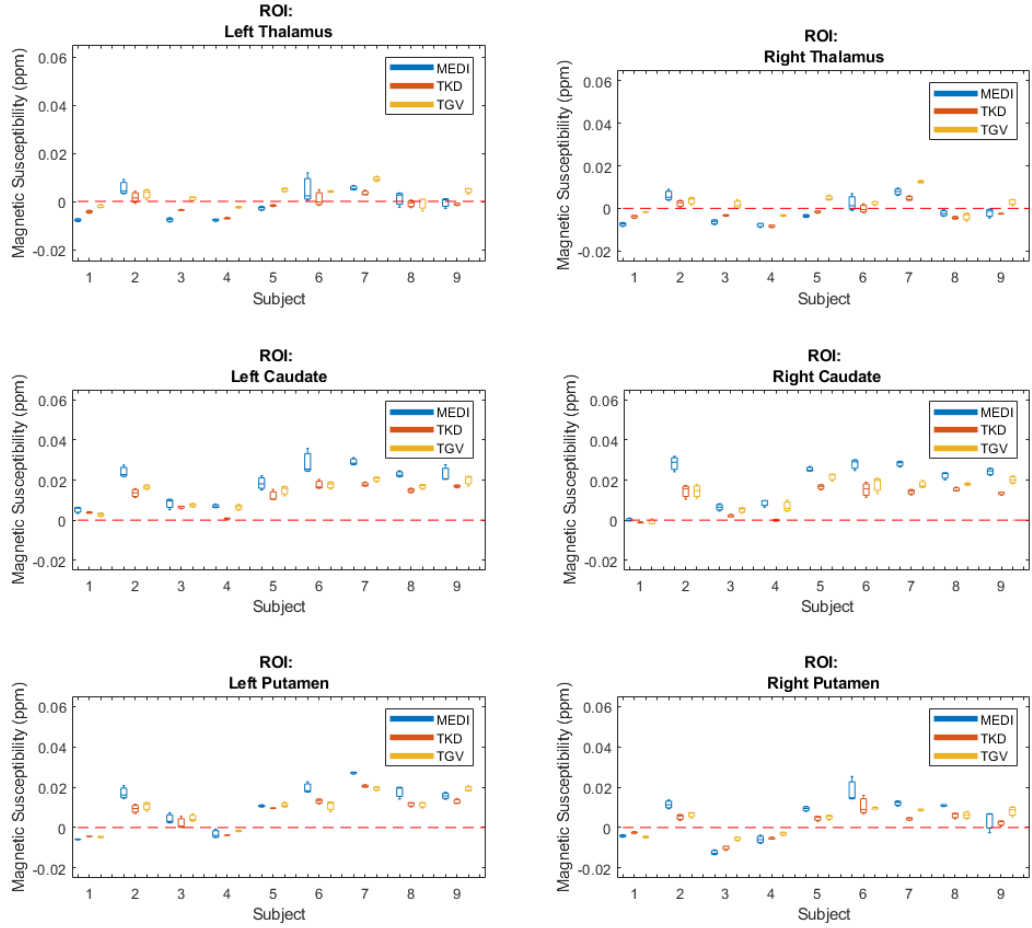 ROI:
Left Thalamus
Magnetic Susceptibility (ppm)
0.06
0.04
0.02
0
-0.02
MEDI
TKD
TGV
1 2 3 4 5 6 7 8 9
Subject
ROI:
Right Thalamus
Magnetic Susceptibility (ppm)
0.06
0.04
0.02
0
-0.02
MEDI
TKD
TGV
1 2 3 4 5 6 7 8 9
Subject
ROI:
Left Caudate
Magnetic Susceptibility (ppm)
0.06
0.04
0.02
0
-0.02
MEDI
TKD
TGV
1 2 3 4 5 6 7 8 9
Subject
ROI:
Right Caudate
Magnetic Susceptibility (ppm)
0.06
0.04
0.02
0
-0.02
MEDI
TKD
TGV
1 2 3 4 5 6 7 8 9
Subject
ROI:
Left Putamen
Magnetic Susceptibility (ppm)
0.06
0.04
0.02
0
-0.02
MEDI
TKD
TGV
1 2 3 4 5 6 7 8 9
Subject
ROI:
Right Putamen
Magnetic Susceptibility (ppm)
0.06
0.04
0.02
0
-0.02
MEDI
TKD
TGV
1 2 3 4 5 6 7 8 9
Subject